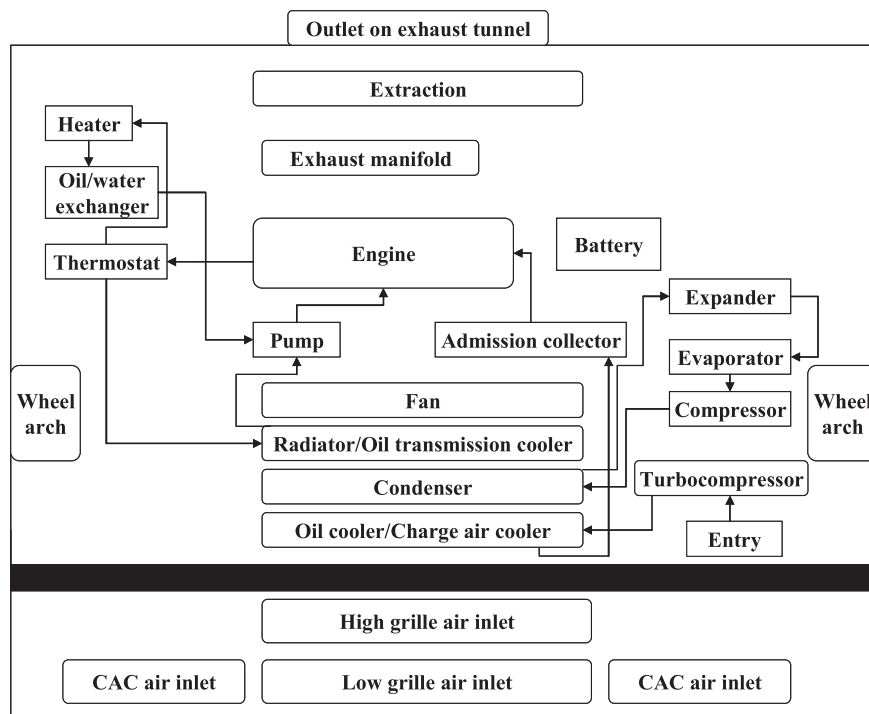 Outlet on exhaust tunnel
Extraction
Heater
Exhaust manifold
Oil/water
exchanger
Engine
Battery
Thermostat
Expander
Pump
Admission collector
Evaporator
Wheel
arch
Fan
Compressor
Wheel
arch
Radiator/Oil transmission cooler
Condenser
Turbocompressor
Oil cooler/Charge air cooler
Entry
High grille air inlet
CAC air inlet
Low grille air inlet
CAC air inlet